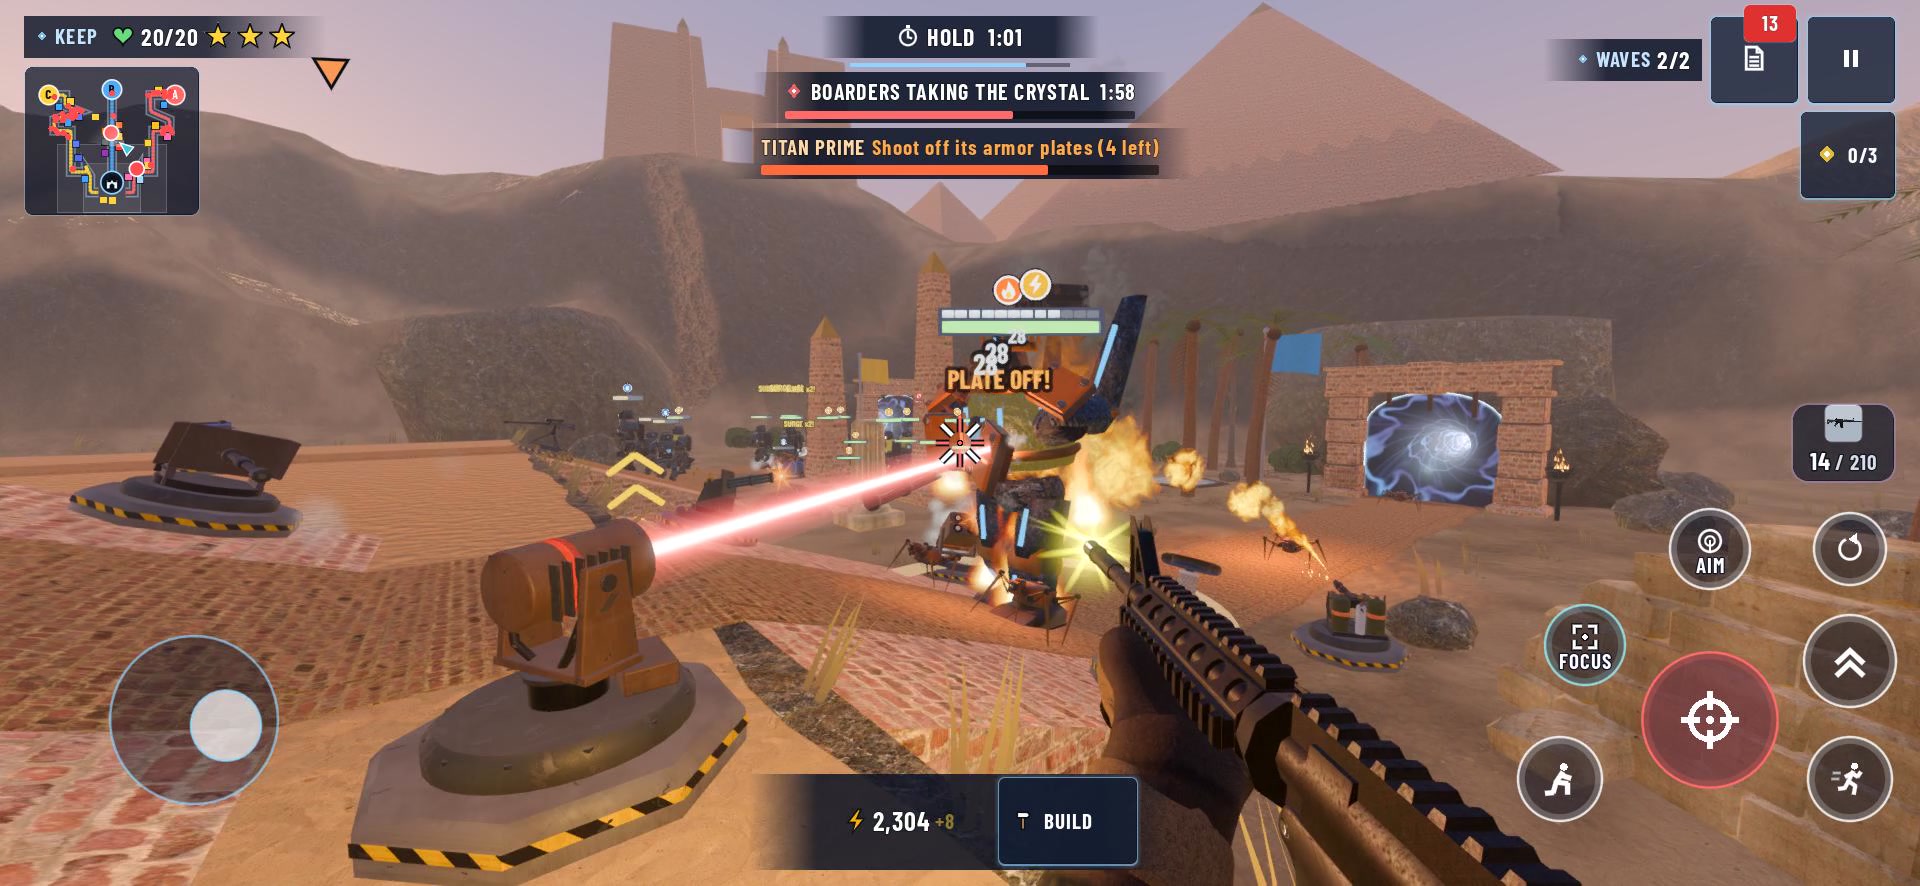 KEEP 20/20
C B A
HOLD 1:01
BOARDERS TAKING THE CRYSTAL 1:58
TITAN PRIME Shoot off its armor plates (4 left)
WAVES 2/2
13
0/3
28
28
28
PLATE OFF!
14 / 210
AIM
FOCUS
2,304 +8
BUILD